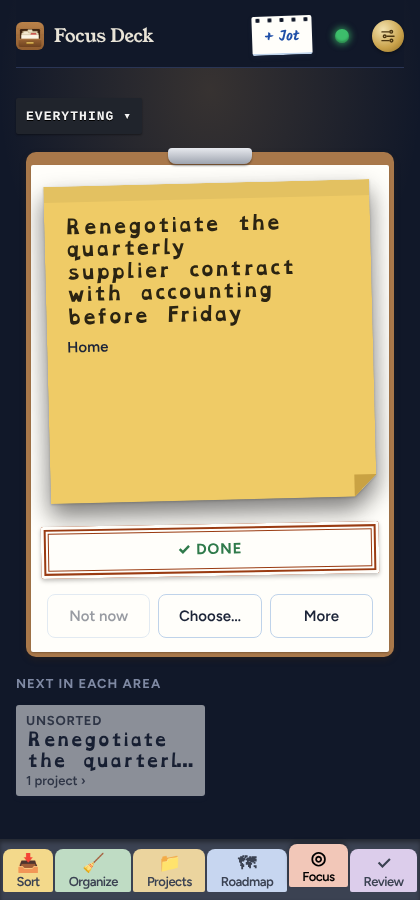 Focus Deck
+ Jot
EVERYTHING ▾
Renegotiate the
quarterly
supplier contract
with accounting
before Friday
Home
✓ DONE
Not now
Choose...
More
NEXT IN EACH AREA
UNSORTED
Renegotiate
the quarterl...
1 project ›
Sort
Organize
Projects
Roadmap
Focus
Review